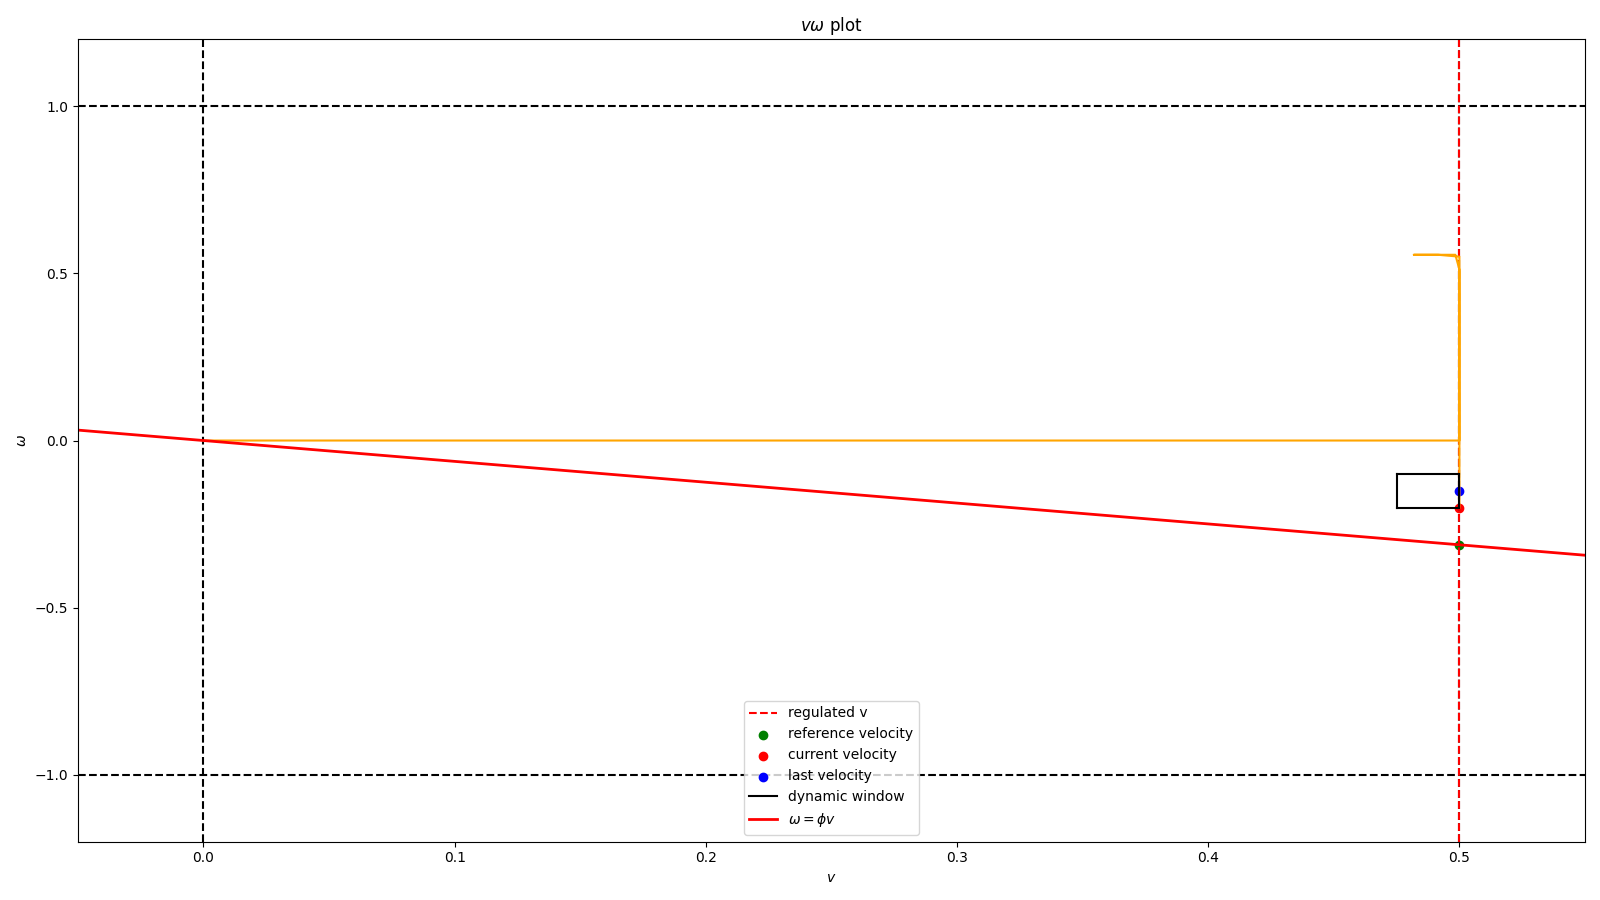 vω plot
1.0
0.5
0.0
−0.5
−1.0
ω
regulated v
reference velocity
current velocity
last velocity
dynamic window
ω = ϕv
0.0 0.1 0.2 0.3 0.4 0.5
v